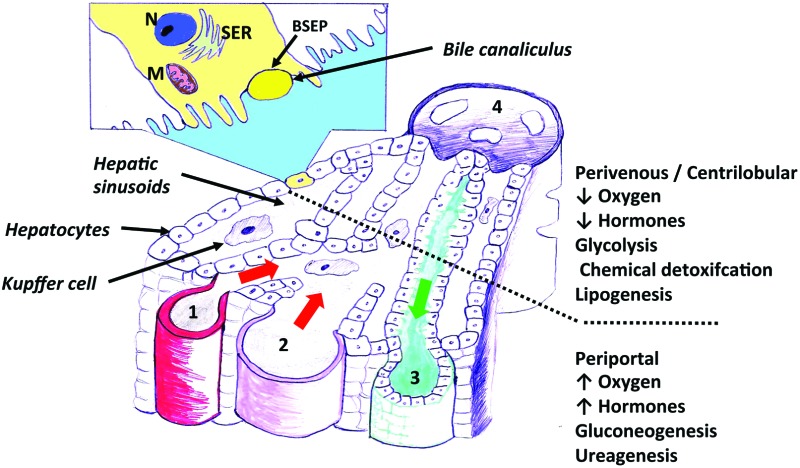 N
SER
M
BSEP
Bile canaliculus
4
Hepatic
sinusoids
Hepatocytes
Kupffer cell
1
2
3
Perivenous / Centrilobular
↓ Oxygen
↓ Hormones
Glycolysis
Chemical detoxifcation
Lipogenesis
Periportal
↑ Oxygen
↑ Hormones
Gluconeogenesis
Ureagenesis